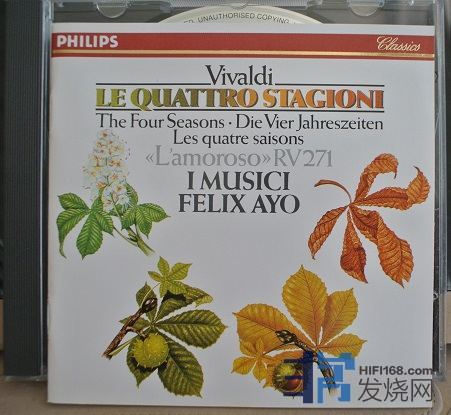 UNAUTHORISED COPYING
PHILIPS
Classics
Vivaldi
LE QUATTRO STAGIONI
The Four Seasons · Die Vier Jahreszeiten
Les quatre saisons
«L'amoroso» RV 271
I MUSICI
FELIX AYO
HIFI168.com
发烧网